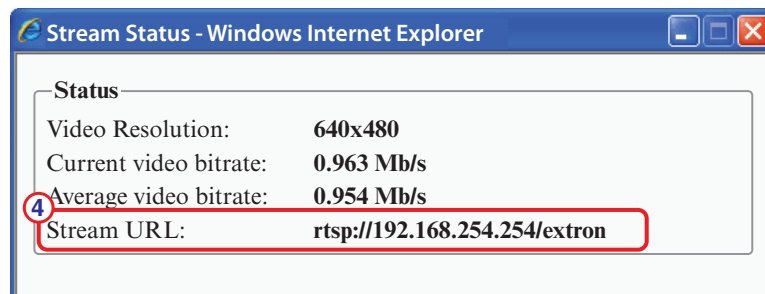 Stream Status - Windows Internet Explorer
Status
Video Resolution: 640x480
Current video bitrate: 0.963 Mb/s
Average video bitrate: 0.954 Mb/s
4
Stream URL: rtsp://192.168.254.254/extron